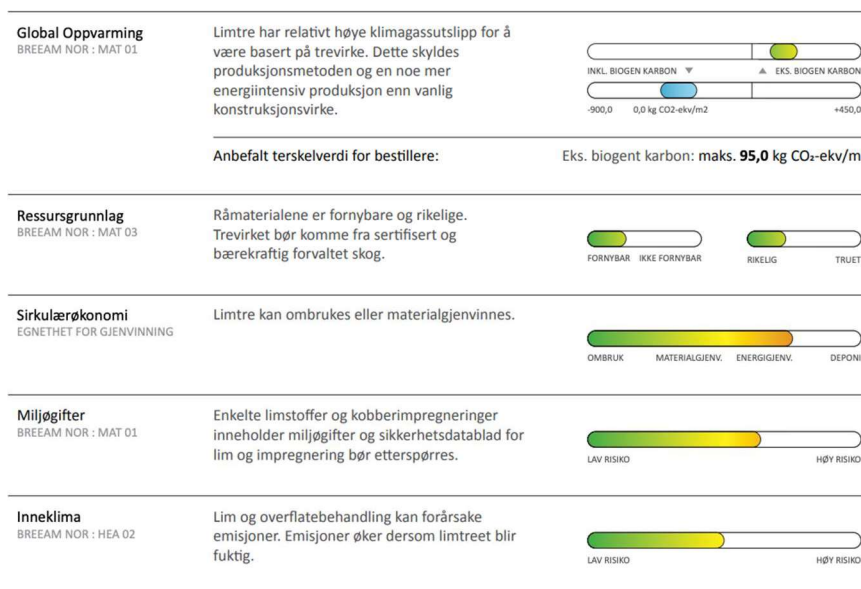 Global Oppvarming
BREEAM NOR : MAT 01
Limtre har relativt høye klimagassutslipp for å
være basert på trevirke. Dette skyldes
produksjonsmetoden og en noe mer
energiintensiv produksjon enn vanlig
konstruksjonsvirke.
INKL. BIOGEN KARBON ▼
▲ EKS. BIOGEN KARBON
-900,0
0,0 kg CO2-ekv/m2
+450,0
Anbefalt terskelverdi for bestillere:
Eks. biogent karbon: maks. 95,0 kg CO₂-ekv/m
Ressursgrunnlag
BREEAM NOR : MAT 03
Råmaterialene er fornybare og rikelige.
Trevirket bør komme fra sertifisert og
bærekraftig forvaltet skog.
FORNYBAR IKKE FORNYBAR
RIKELIG TRUET
Sirkulærøkonomi
EGNETHET FOR GJENVINNING
Limtre kan ombrukes eller materialgjenvinnes.
OMBRUK MATERIALGJENV. ENERGIGJENV. DEPONI
Miljøgifter
BREEAM NOR : MAT 01
Enkelte limstoffer og kobberimpregneringer
inneholder miljøgifter og sikkerhetsdatablad for
lim og impregnering bør etterspørres.
LAV RISIKO HØY RISIKO
Inneklima
BREEAM NOR : HEA 02
Lim og overflatebehandling kan forårsake
emisjoner. Emisjoner øker dersom limtreet blir
fuktig.
LAV RISIKO HØY RISIKO